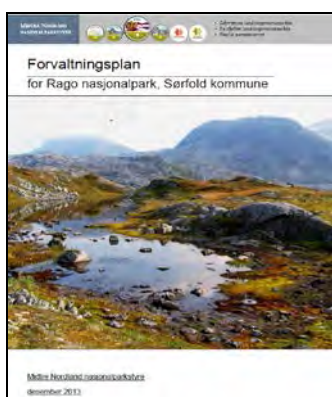 Forvaltningsplan
for Rago nasjonalpark, Sørfold kommune
Midtre Nordland nasjonalparkstyre
desember 2013